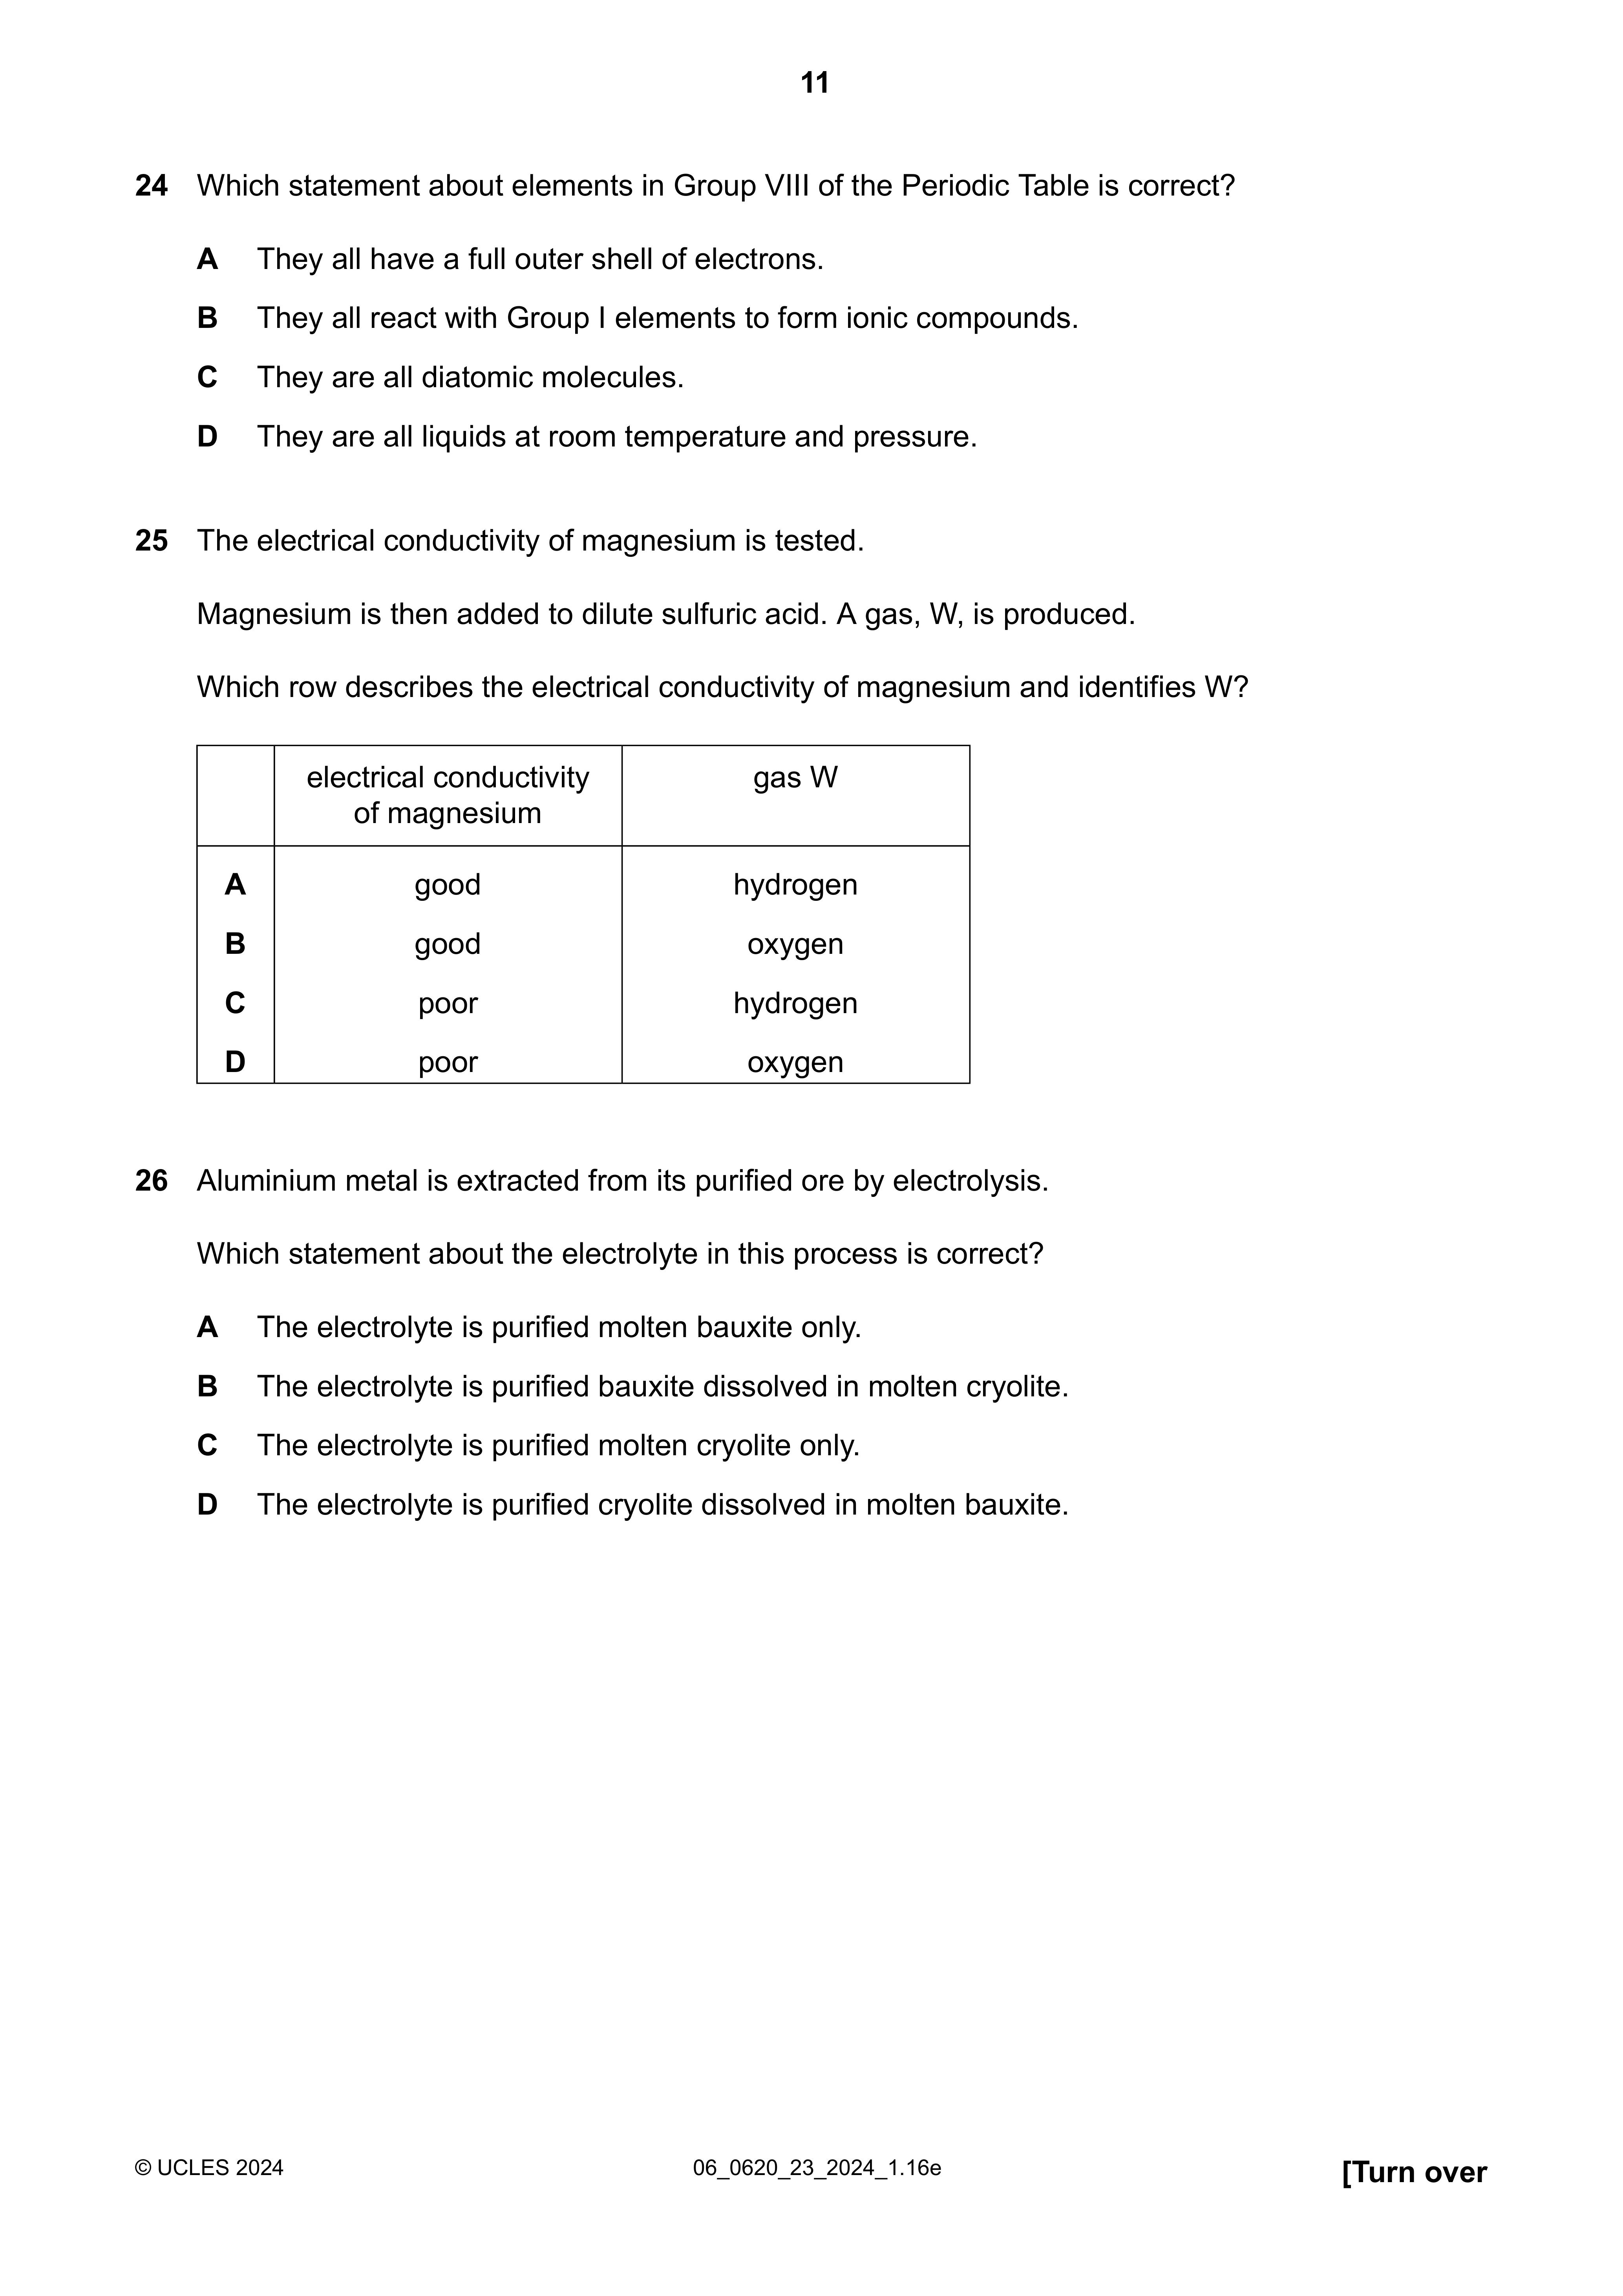 11
24 Which statement about elements in Group VIII of the Periodic Table is correct?
A They all have a full outer shell of electrons.
B They all react with Group I elements to form ionic compounds.
C They are all diatomic molecules.
D They are all liquids at room temperature and pressure.
25 The electrical conductivity of magnesium is tested.
Magnesium is then added to dilute sulfuric acid. A gas, W, is produced.
Which row describes the electrical conductivity of magnesium and identifies W?
electrical conductivity gas W
of magnesium
A good hydrogen
B good oxygen
C poor hydrogen
D poor oxygen
26 Aluminium metal is extracted from its purified ore by electrolysis.
Which statement about the electrolyte in this process is correct?
A The electrolyte is purified molten bauxite only.
B The electrolyte is purified bauxite dissolved in molten cryolite.
C The electrolyte is purified molten cryolite only.
D The electrolyte is purified cryolite dissolved in molten bauxite.
© UCLES 2024 06_0620_23_2024_1.16e [Turn over